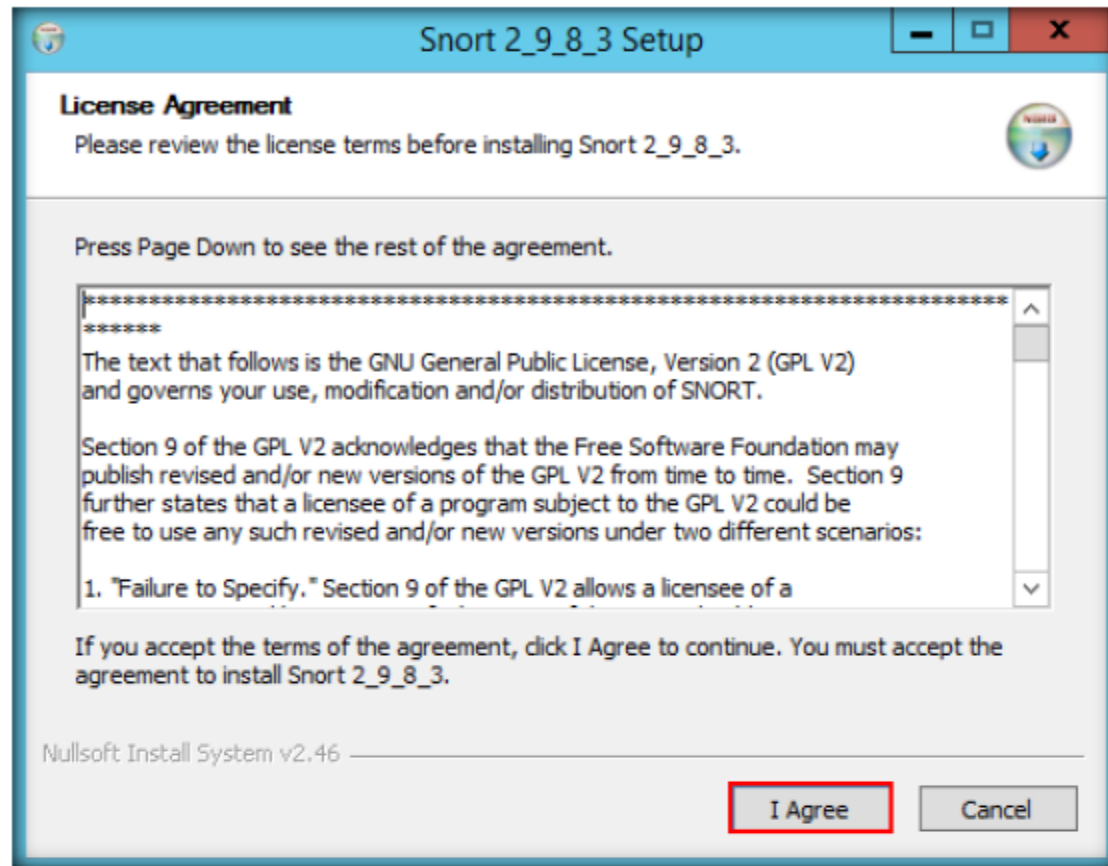 Snort 2_9_8_3 Setup
License Agreement
Please review the license terms before installing Snort 2_9_8_3.
Press Page Down to see the rest of the agreement.
************************************************************************
******
The text that follows is the GNU General Public License, Version 2 (GPL V2)
and governs your use, modification and/or distribution of SNORT.
Section 9 of the GPL V2 acknowledges that the Free Software Foundation may
publish revised and/or new versions of the GPL V2 from time to time.  Section 9
further states that a licensee of a program subject to the GPL V2 could be
free to use any such revised and/or new versions under two different scenarios:
1. "Failure to Specify." Section 9 of the GPL V2 allows a licensee of a
If you accept the terms of the agreement, click I Agree to continue. You must accept the
agreement to install Snort 2_9_8_3.
Nullsoft Install System v2.46
I Agree
Cancel